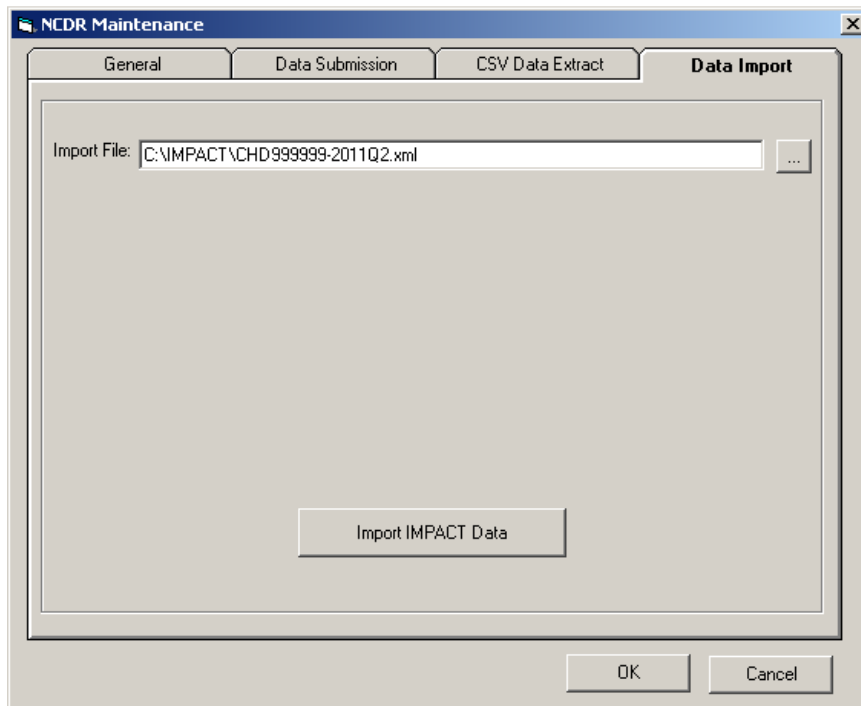 NCDR Maintenance
General Data Submission CSV Data Extract Data Import
Import File: C:\IMPACT\CHD999999-2011Q2.xml ...
Import IMPACT Data
OK Cancel